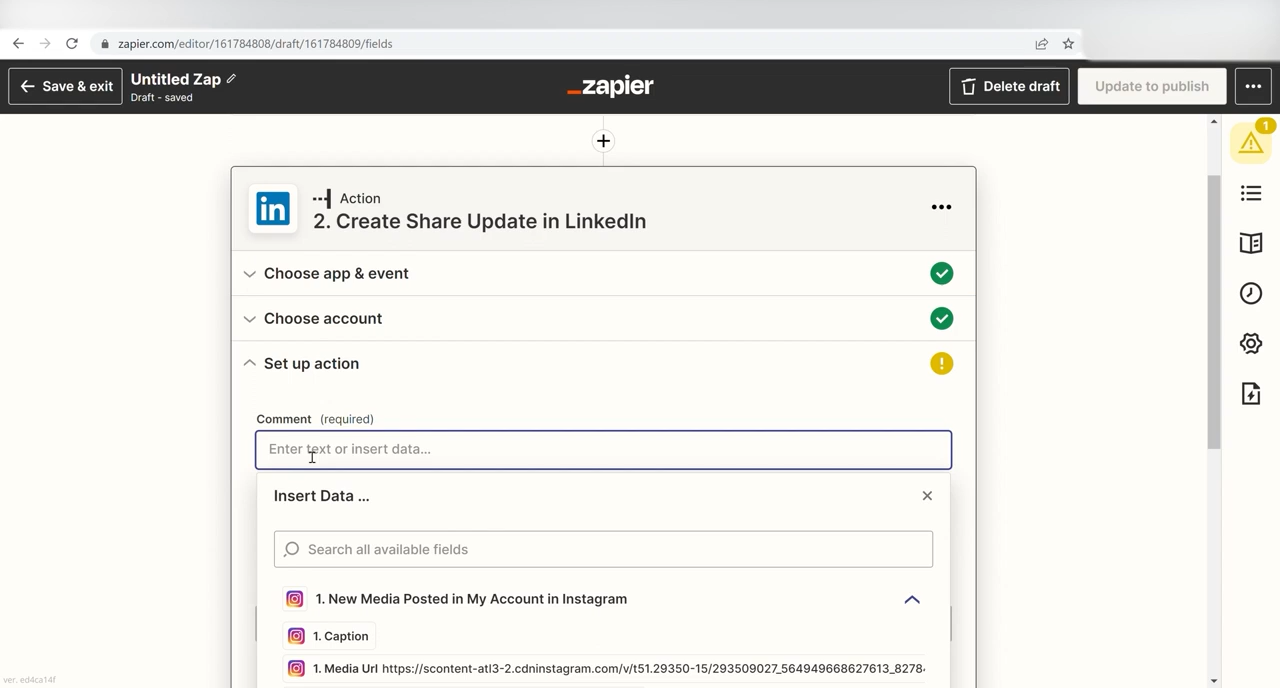 zapier.com/editor/161784808/draft/161784809/fields
Save & exit
Untitled Zap
Draft - saved
_zapier
Delete draft
Update to publish
1
in
Action
2. Create Share Update in LinkedIn
Choose app & event
Choose account
Set up action
Comment (required)
Enter text or insert data...
Insert Data ...
Search all available fields
1. New Media Posted in My Account in Instagram
1. Caption
1. Media Url https://scontent-atl3-2.cdninstagram.com/v/t51.29350-15/293509027_564949668627613_8278
ver. ed4ca14f